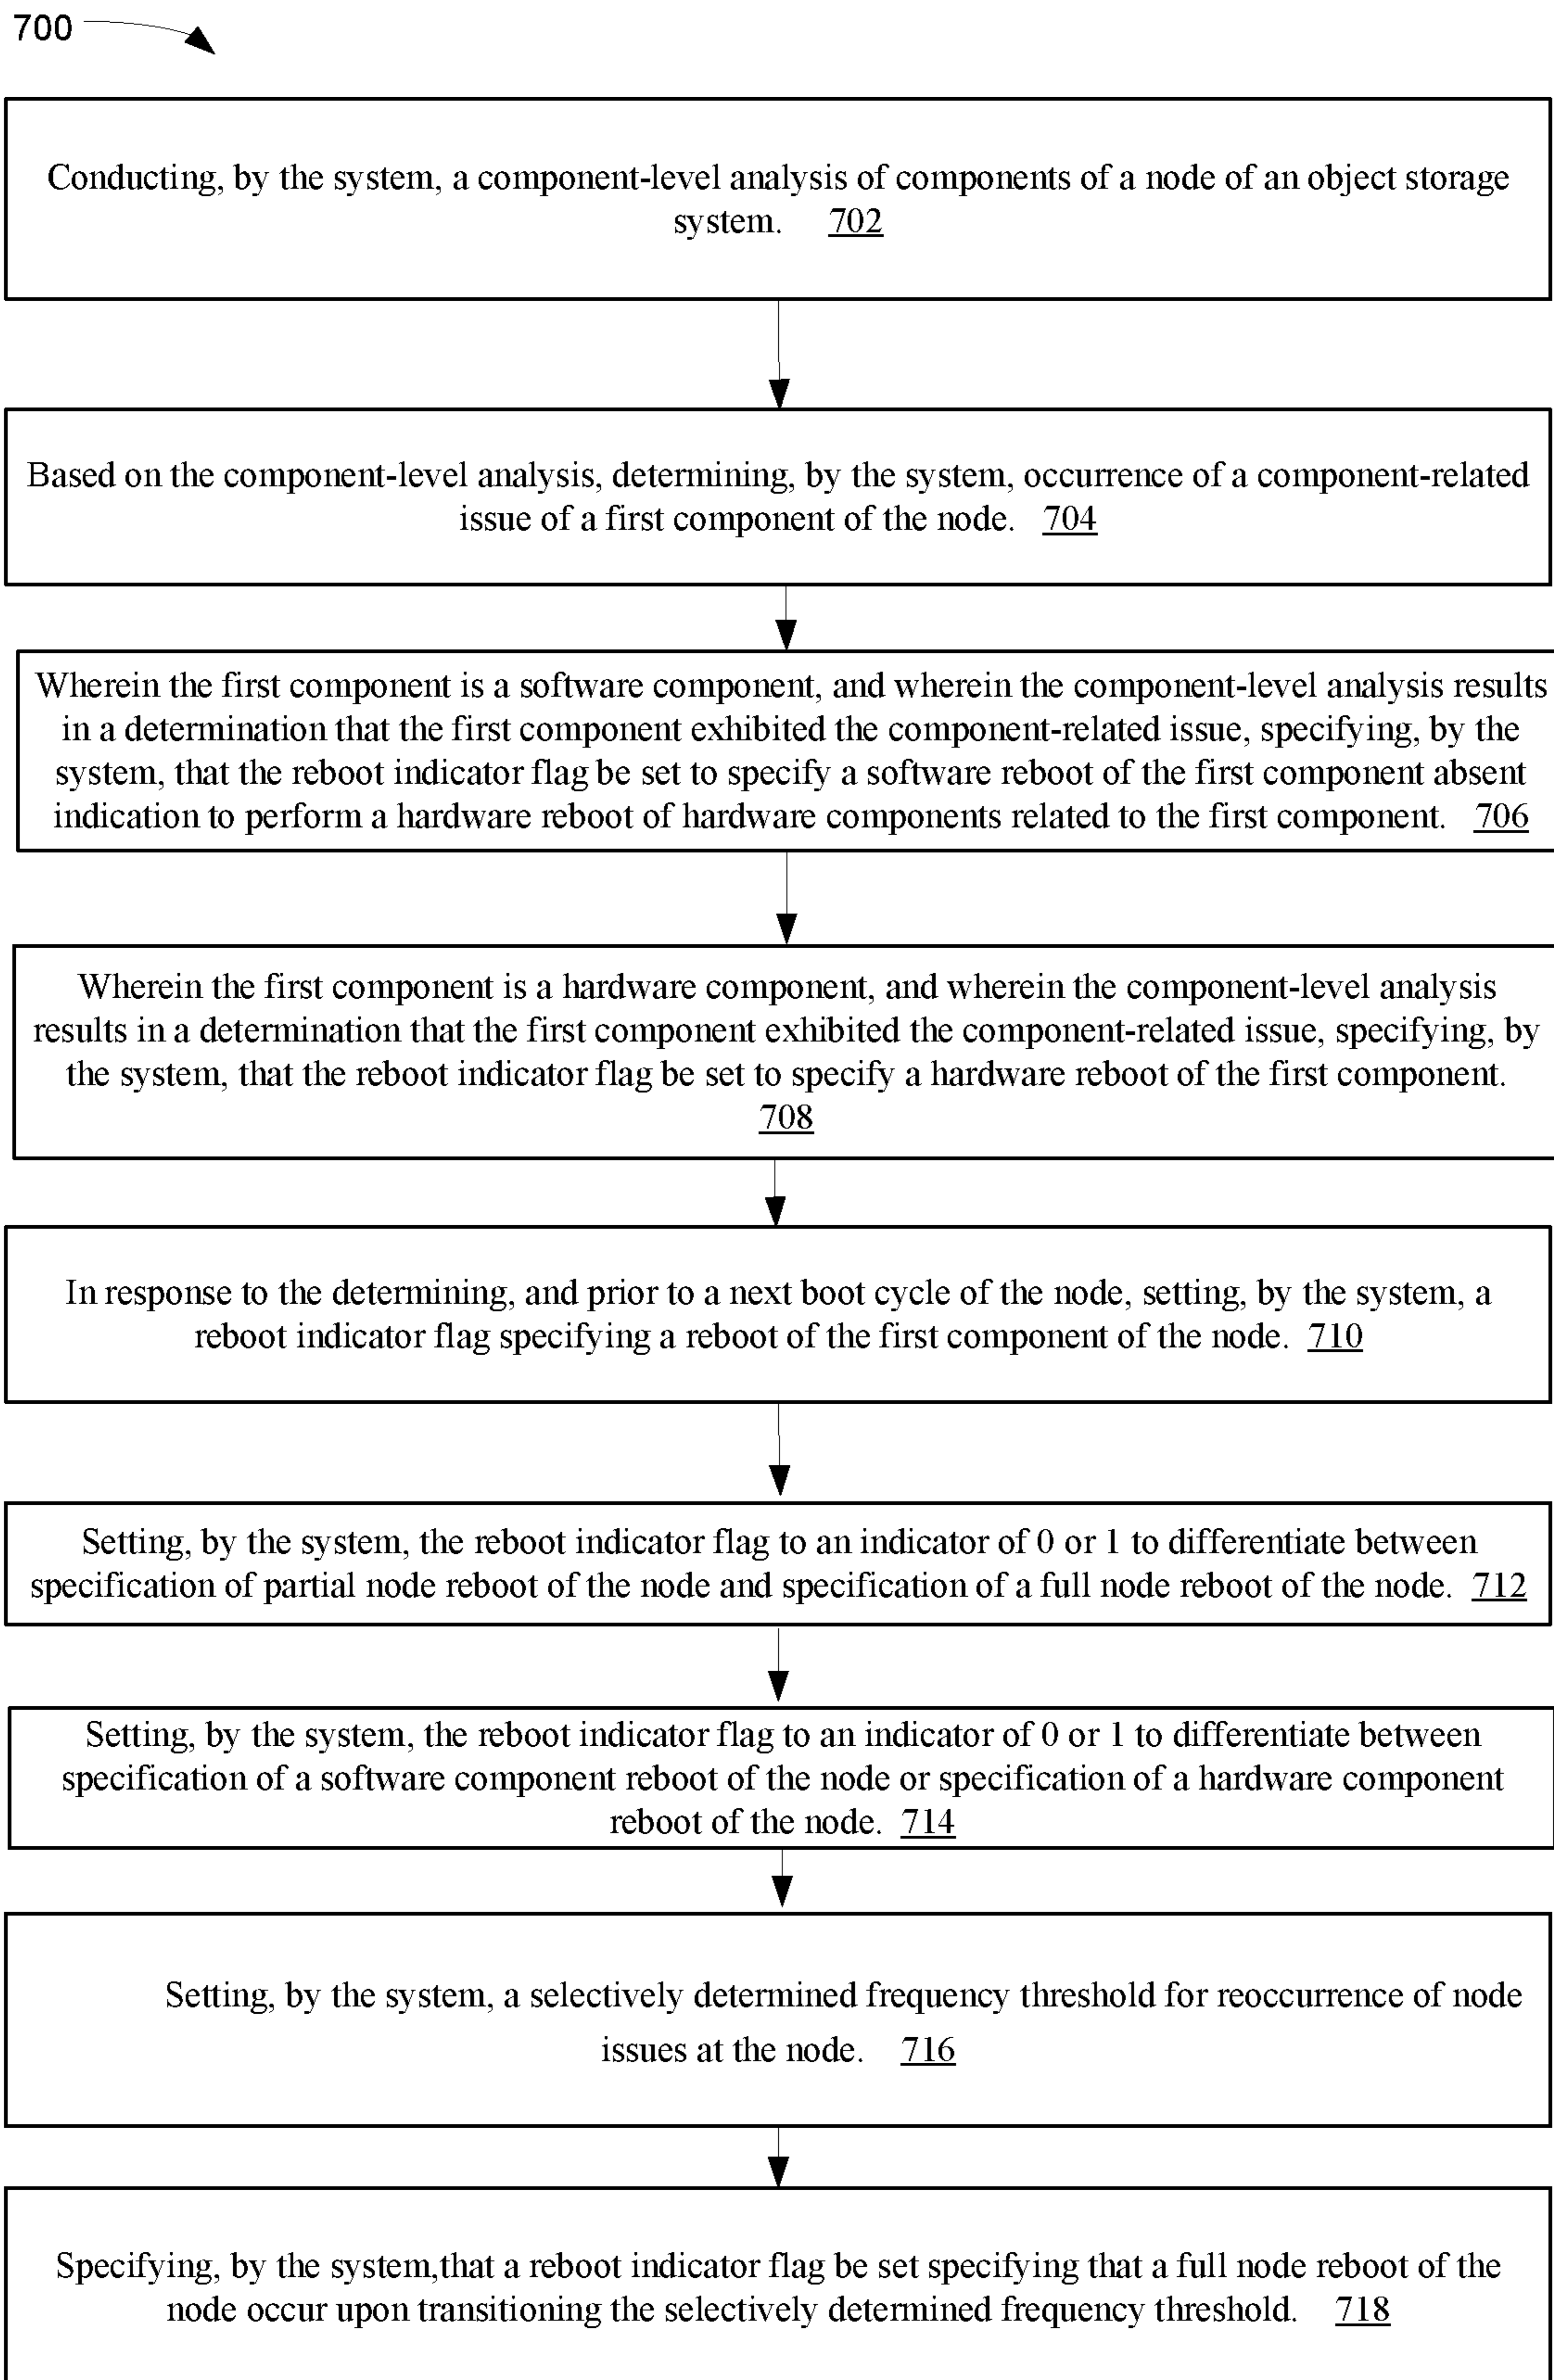 700
Conducting, by the system, a component-level analysis of components of a node of an object storage
system. 702
Based on the component-level analysis, determining, by the system, occurrence of a component-related
issue of a first component of the node. 704
Wherein the first component is a software component, and wherein the component-level analysis results
in a determination that the first component exhibited the component-related issue, specifying, by the
system, that the reboot indicator flag be set to specify a software reboot of the first component absent
indication to perform a hardware reboot of hardware components related to the first component. 706
Wherein the first component is a hardware component, and wherein the component-level analysis
results in a determination that the first component exhibited the component-related issue, specifying, by
the system, that the reboot indicator flag be set to specify a hardware reboot of the first component.
708
In response to the determining, and prior to a next boot cycle of the node, setting, by the system, a
reboot indicator flag specifying a reboot of the first component of the node. 710
Setting, by the system, the reboot indicator flag to an indicator of 0 or 1 to differentiate between
specification of partial node reboot of the node and specification of a full node reboot of the node. 712
Setting, by the system, the reboot indicator flag to an indicator of 0 or 1 to differentiate between
specification of a software component reboot of the node or specification of a hardware component
reboot of the node. 714
Setting, by the system, a selectively determined frequency threshold for reoccurrence of node
issues at the node. 716
Specifying, by the system,that a reboot indicator flag be set specifying that a full node reboot of the
node occur upon transitioning the selectively determined frequency threshold. 718